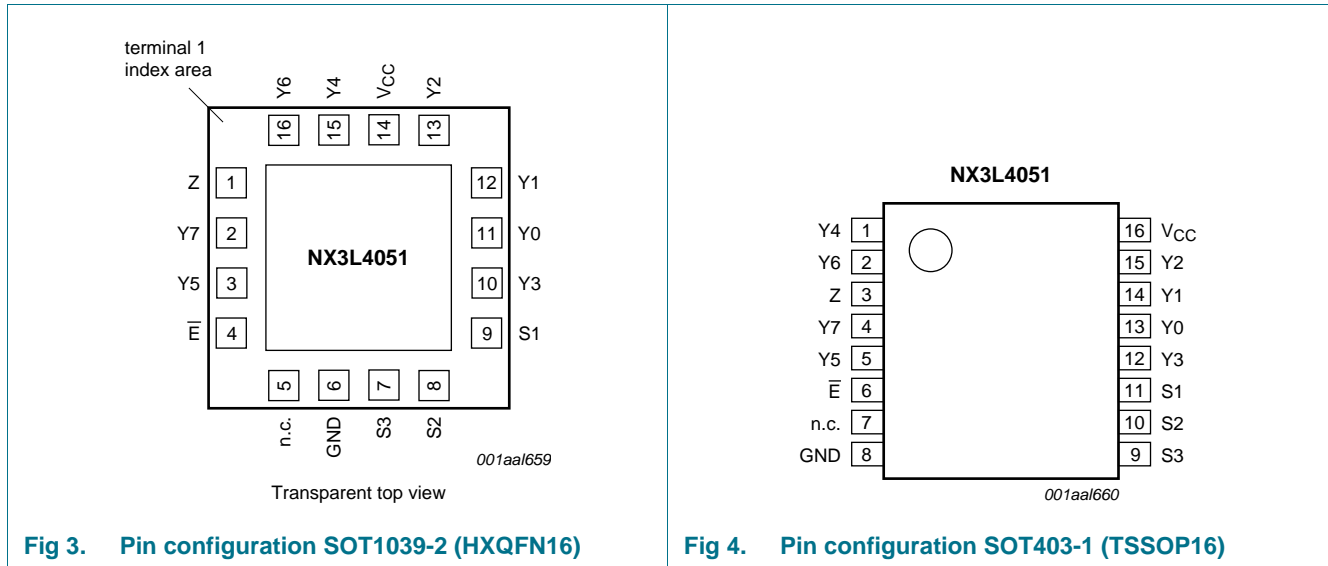 terminal 1
index area
Y6 Y4 VCC Y2
16 15 14 13
Z 1 12 Y1
Y7 2 11 Y0
NX3L4051
Y5 3 10 Y3
E̅ 4 9 S1
5 6 7 8
n.c. GND S3 S2
001aal659
Transparent top view
Fig 3. Pin configuration SOT1039-2 (HXQFN16)
NX3L4051
Y4 1 16 VCC
Y6 2 15 Y2
Z 3 14 Y1
Y7 4 13 Y0
Y5 5 12 Y3
E̅ 6 11 S1
n.c. 7 10 S2
GND 8 9 S3
001aal660
Fig 4. Pin configuration SOT403-1 (TSSOP16)